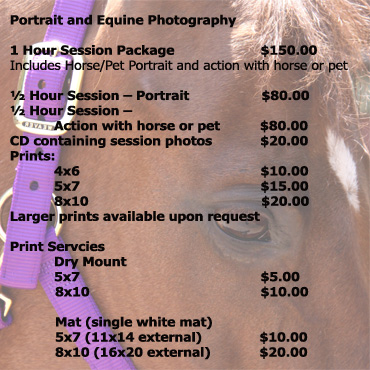 Portrait and Equine Photography
1 Hour Session Package $150.00
Includes Horse/Pet Portrait and action with horse or pet
½ Hour Session – Portrait $80.00
½ Hour Session –
Action with horse or pet $80.00
CD containing session photos $20.00
Prints:
4x6 $10.00
5x7 $15.00
8x10 $20.00
Larger prints available upon request
Print Servcies
Dry Mount
5x7 $5.00
8x10 $10.00
Mat (single white mat)
5x7 (11x14 external) $10.00
8x10 (16x20 external) $20.00